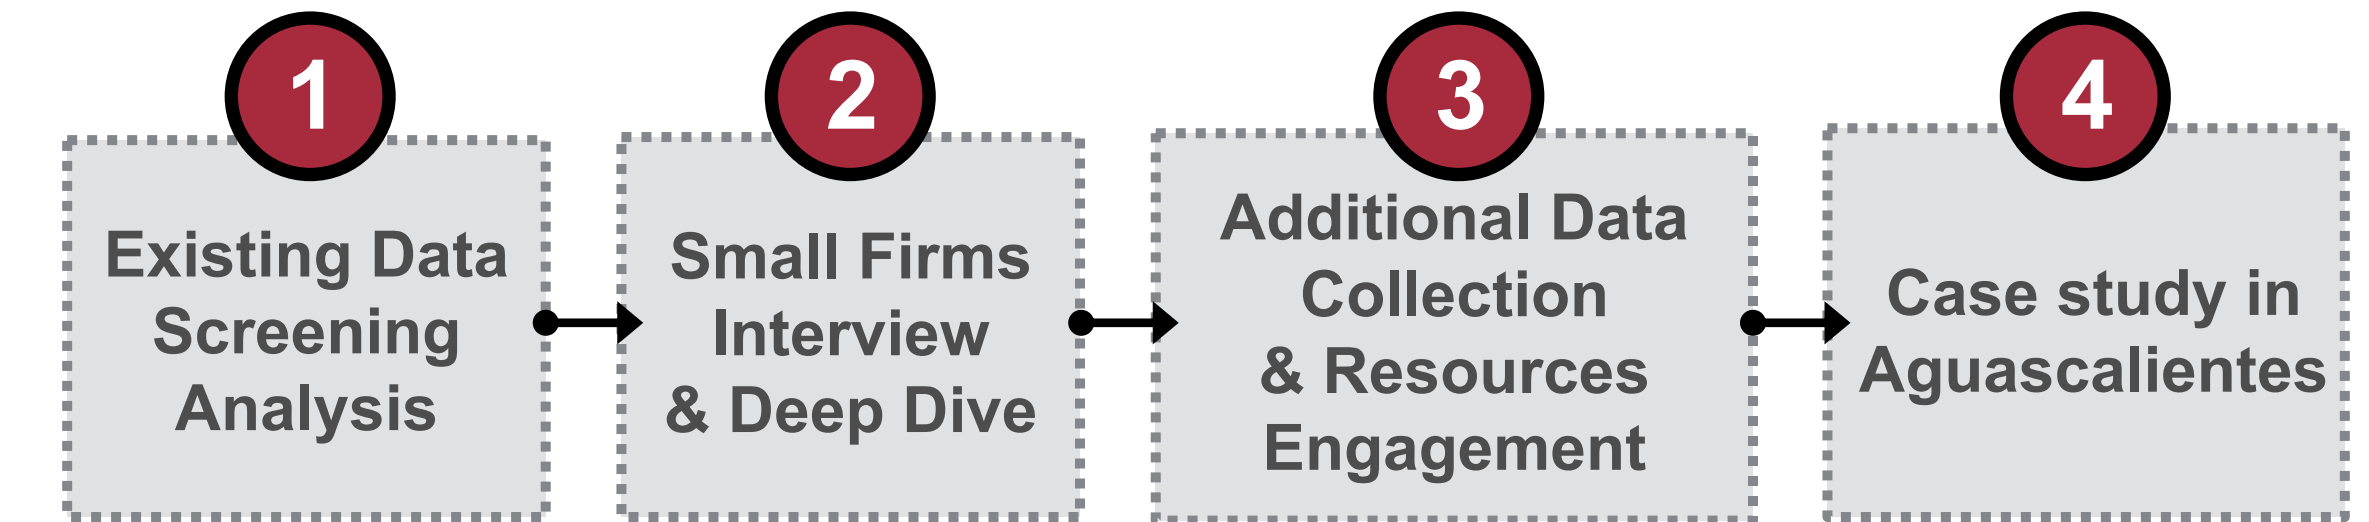 1
Existing Data
Screening
Analysis
2
Small Firms
Interview
& Deep Dive
3
Additional Data
Collection
& Resources
Engagement
4
Case study in
Aguascalientes